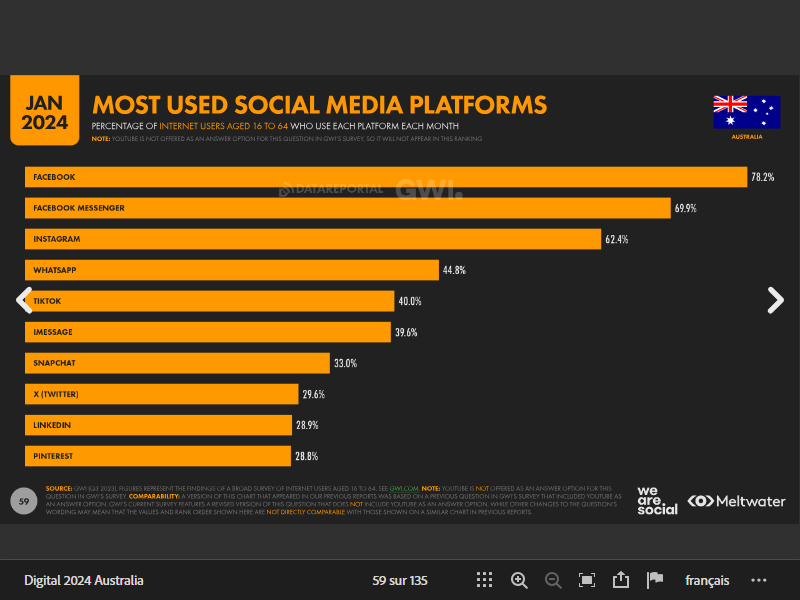 JAN
2024
MOST USED SOCIAL MEDIA PLATFORMS
PERCENTAGE OF INTERNET USERS AGED 16 TO 64 WHO USE EACH PLATFORM EACH MONTH
NOTE: YOUTUBE IS NOT OFFERED AS AN ANSWER OPTION FOR THIS QUESTION IN GWI'S SURVEY, SO IT WILL NOT APPEAR IN THIS RANKING
AUSTRALIA
FACEBOOK 78.2%
DATAREPORTAL GWI.
FACEBOOK MESSENGER 69.9%
INSTAGRAM 62.4%
WHATSAPP 44.8%
TIKTOK 40.0%
IMESSAGE 39.6%
SNAPCHAT 33.0%
X (TWITTER) 29.6%
LINKEDIN 28.9%
PINTEREST 28.8%
59
SOURCE: GWI (Q3 2023). FIGURES REPRESENT THE FINDINGS OF A BROAD SURVEY OF INTERNET USERS AGED 16 TO 64. SEE GWI.COM. NOTE: YOUTUBE IS NOT OFFERED AS AN ANSWER OPTION FOR THIS
QUESTION IN GWI'S SURVEY. COMPARABILITY: A VERSION OF THIS CHART THAT APPEARED IN OUR PREVIOUS REPORTS WAS BASED ON A PREVIOUS QUESTION IN GWI'S SURVEY THAT INCLUDED YOUTUBE AS
AN ANSWER OPTION. GWI'S CURRENT SURVEY FEATURES A REVISED VERSION OF THIS QUESTION THAT DOES NOT INCLUDE YOUTUBE AS AN ANSWER OPTION, WHILE OTHER CHANGES TO THE QUESTION'S
WORDING MAY MEAN THAT THE VALUES AND RANK ORDER SHOWN HERE ARE NOT DIRECTLY COMPARABLE WITH THOSE SHOWN ON A SIMILAR CHART IN PREVIOUS REPORTS.
we
are.
social
Meltwater
Digital 2024 Australia
59 sur 135
français